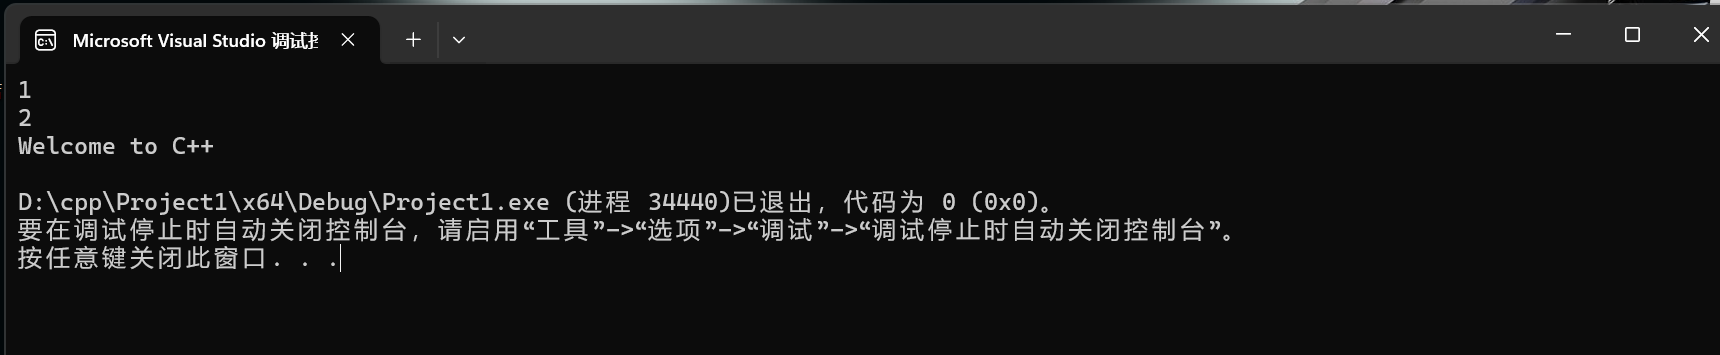 Microsoft Visual Studio 调试
1
2
Welcome to C++
D:\cpp\Project1\x64\Debug\Project1.exe (进程 34440)已退出，代码为 0 (0x0)。
要在调试停止时自动关闭控制台，请启用“工具”->“选项”->“调试”->“调试停止时自动关闭控制台”。
按任意键关闭此窗口. . .